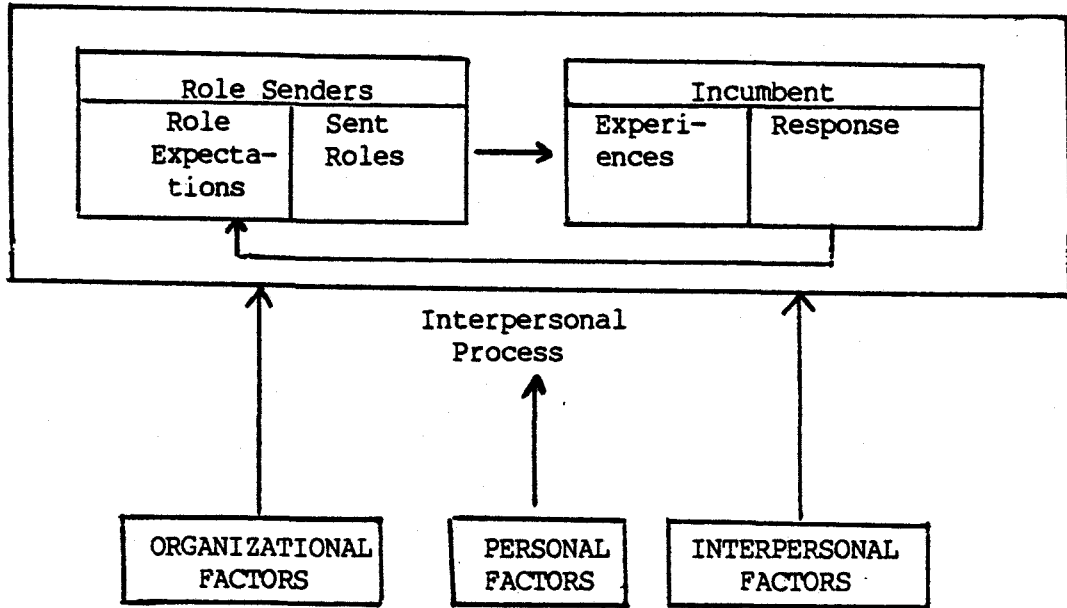 Role Senders
Role
Expecta-
tions
Sent
Roles
Incumbent
Experi-
ences
Response
Interpersonal
Process
ORGANIZATIONAL
FACTORS
PERSONAL
FACTORS
INTERPERSONAL
FACTORS